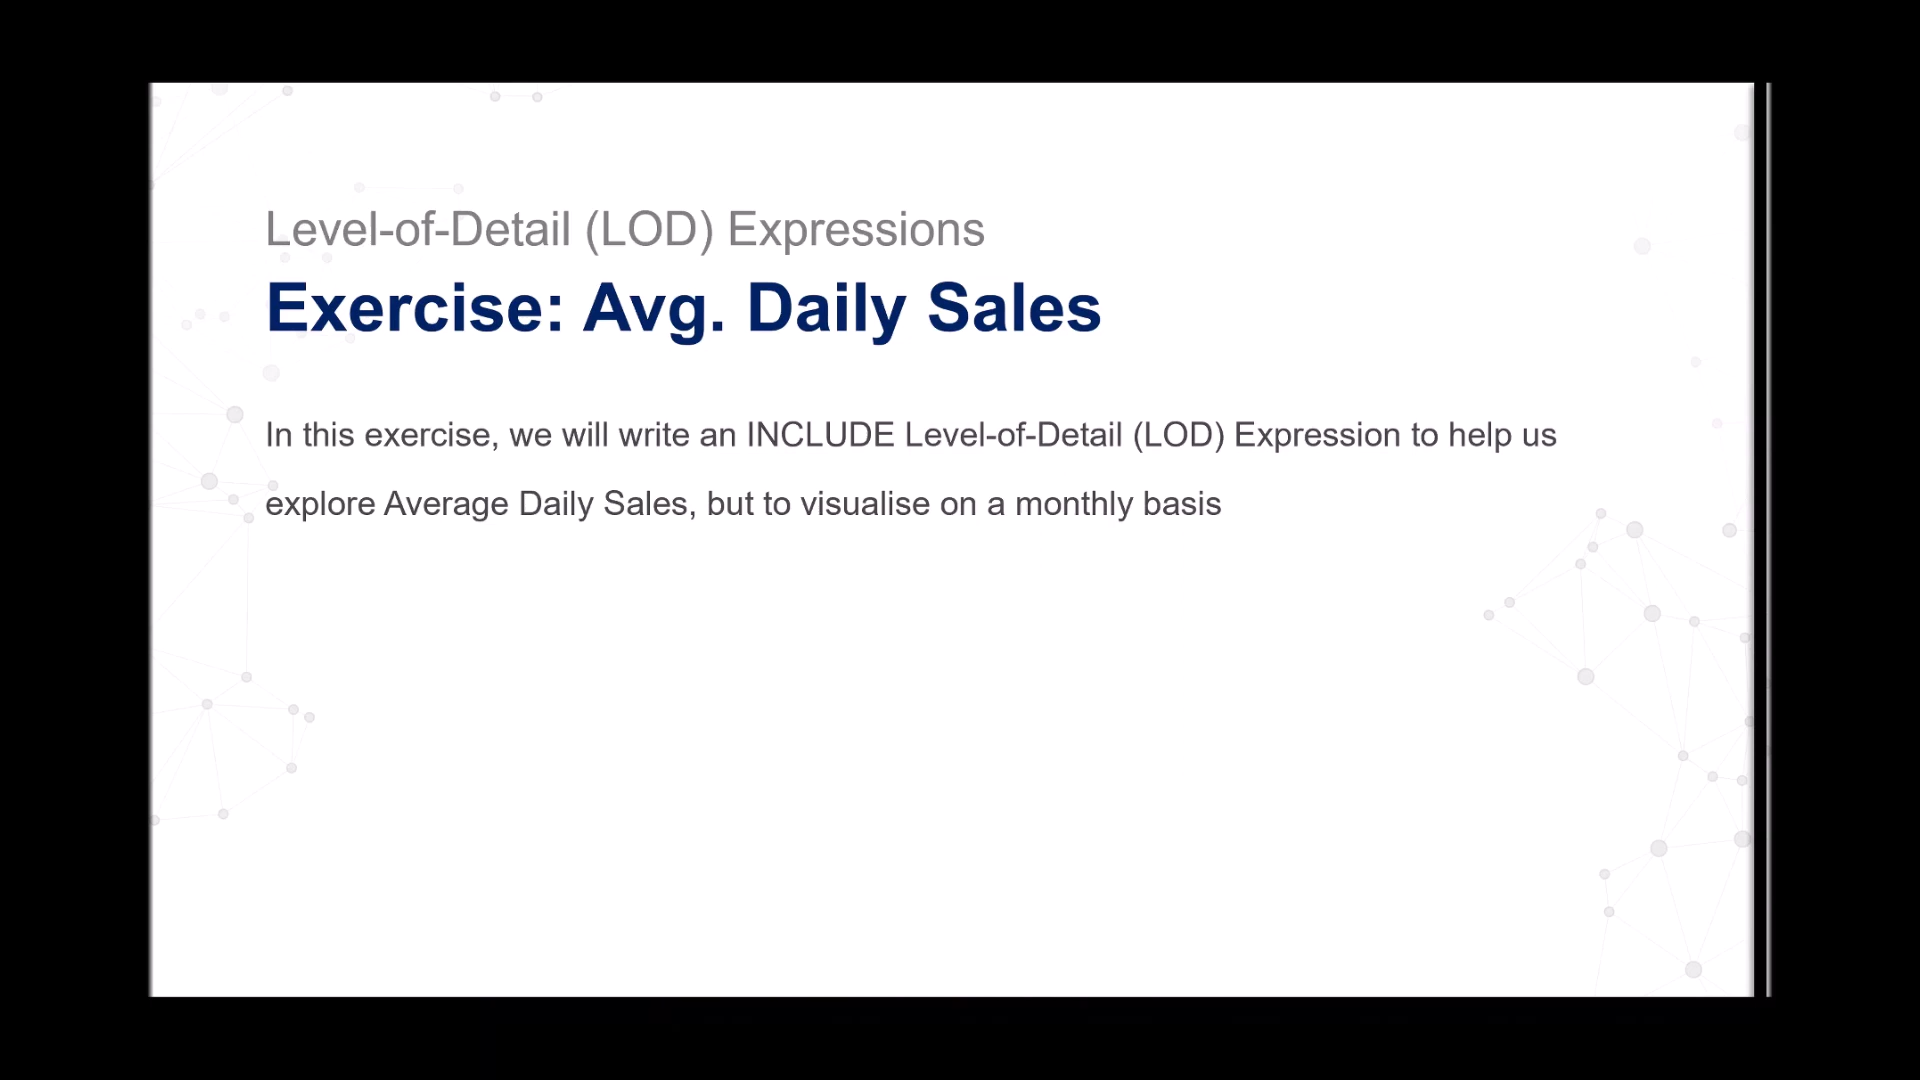 Level-of-Detail (LOD) Expressions
Exercise: Avg. Daily Sales
In this exercise, we will write an INCLUDE Level-of-Detail (LOD) Expression to help us
explore Average Daily Sales, but to visualise on a monthly basis